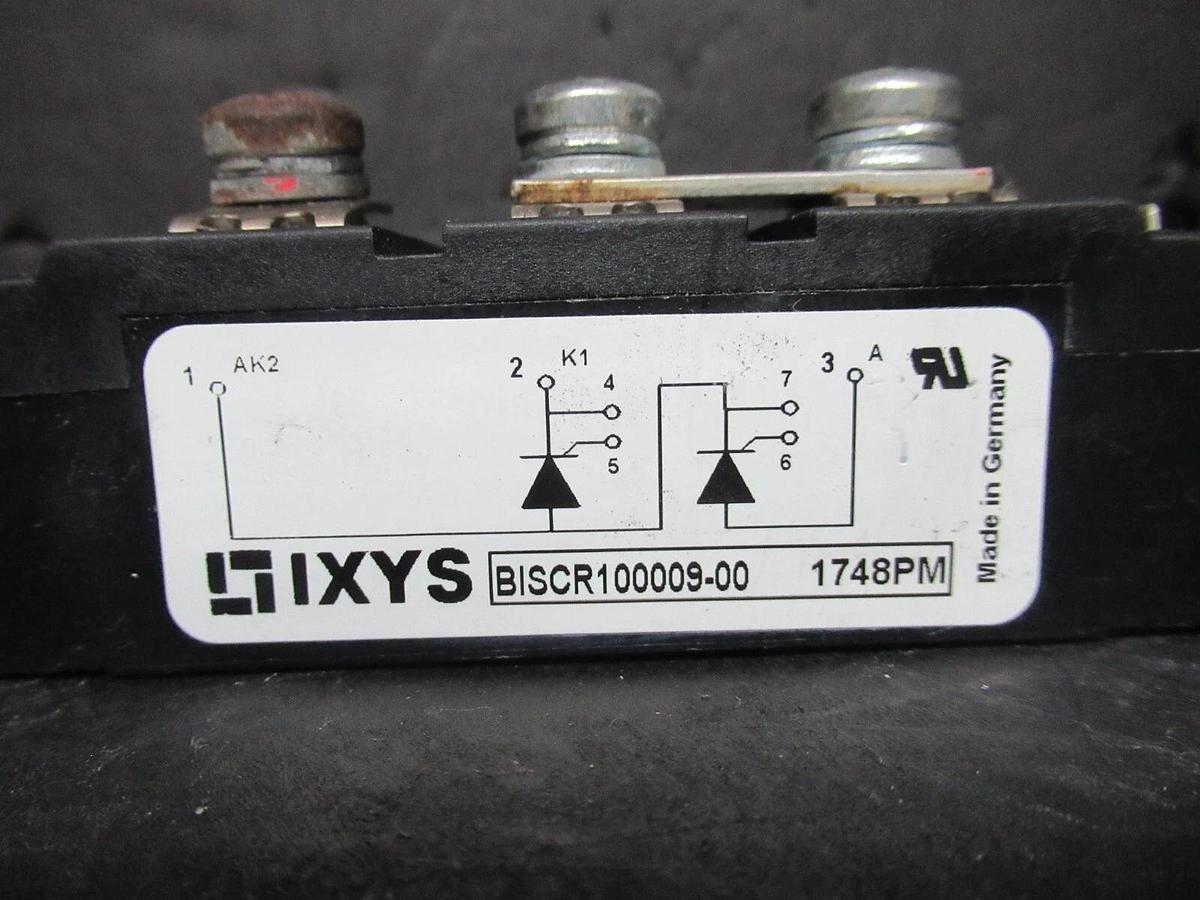 1 AK2 2 K1 4 7 3 A
5 6
IXYS BISCR100009-00 1748PM
Made in Germany